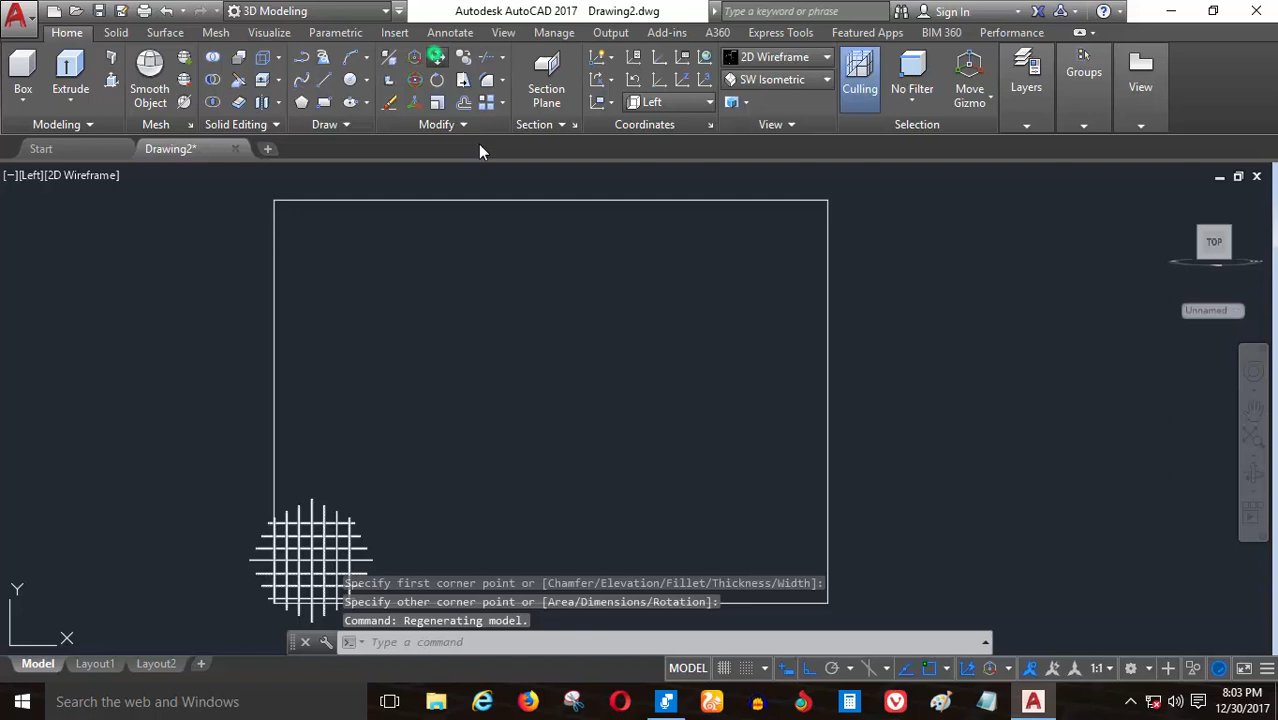 3D Modeling
Autodesk AutoCAD 2017 Drawing2.dwg
Type a keyword or phrase
Sign In
Home Solid Surface Mesh Visualize Parametric Insert Annotate View Manage Output Add-ins A360 Express Tools Featured Apps BIM 360 Performance
Box
Extrude
Smooth
Object
Section
Plane
2D Wireframe
SW Isometric
Left
Culling
No Filter
Move
Gizmo
Layers
Groups
View
Modeling Mesh Solid Editing Draw Modify Section Coordinates View Selection
Start Drawing2* +
[−][Left][2D Wireframe]
TOP
Unnamed
Specify first corner point or [Chamfer/Elevation/Fillet/Thickness/Width]:
Specify other corner point or [Area/Dimensions/Rotation]:
Command: Regenerating model.
Type a command
Y
X
Model Layout1 Layout2 +
MODEL 1:1
Search the web and Windows
8:03 PM
12/30/2017